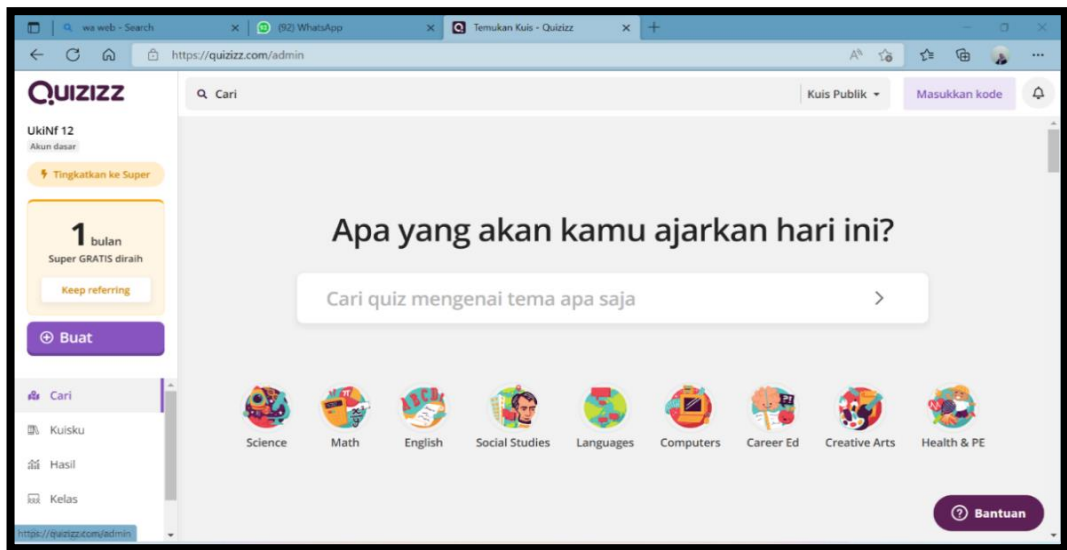 wa web - Search
(92) WhatsApp
Temukan Kuis - Quizizz
https://quizizz.com/admin
QUIZIZZ
Cari
Kuis Publik
Masukkan kode
UkiNf 12
Akun dasar
Tingkatkan ke Super
1 bulan
Super GRATIS diraih
Keep referring
Buat
Cari
Kuisku
Hasil
Kelas
https://quizizz.com/admin
Apa yang akan kamu ajarkan hari ini?
Cari quiz mengenai tema apa saja
Science
Math
English
Social Studies
Languages
Computers
Career Ed
Creative Arts
Health & PE
Bantuan